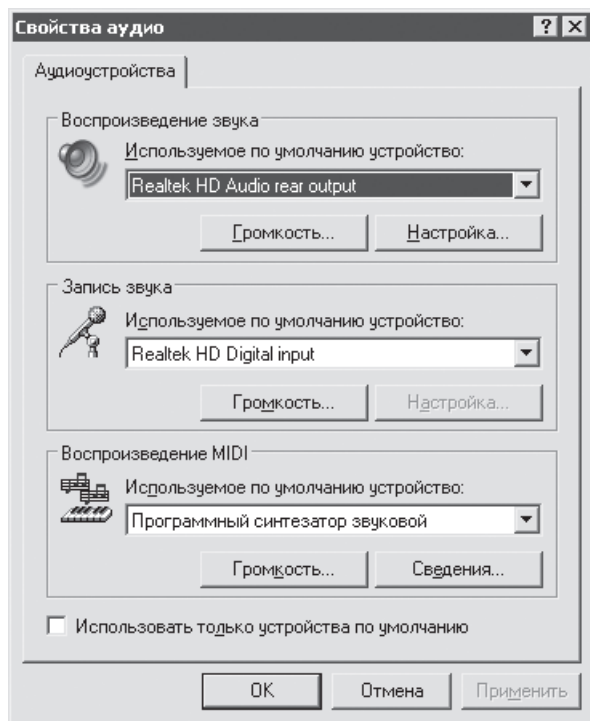 Свойства аудио
Аудиоустройства
Воспроизведение звука
Используемое по умолчанию устройство:
Realtek HD Audio rear output
Громкость...
Настройка...
Запись звука
Используемое по умолчанию устройство:
Realtek HD Digital input
Громкость...
Настройка...
Воспроизведение MIDI
Используемое по умолчанию устройство:
Программный синтезатор звуковой
Громкость...
Сведения...
Использовать только устройства по умолчанию
OK
Отмена
Применить